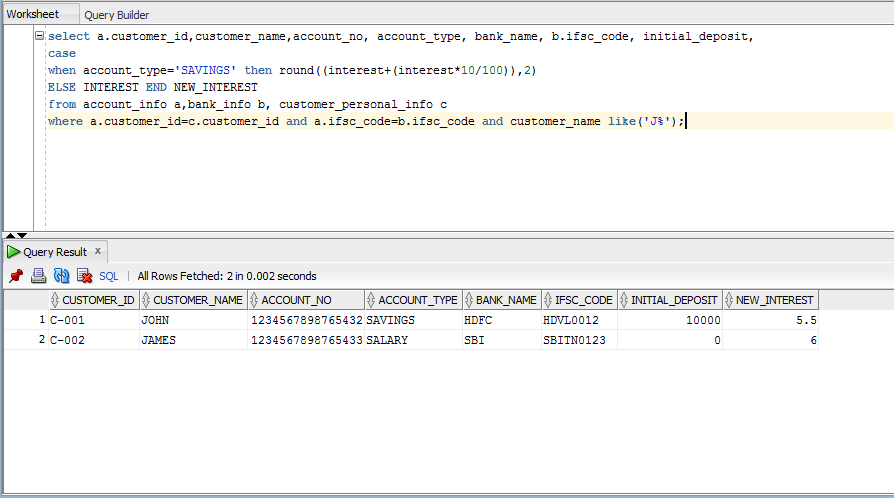 Worksheet Query Builder
select a.customer_id,customer_name,account_no, account_type, bank_name, b.ifsc_code, initial_deposit,
case
when account_type='SAVINGS' then round((interest+(interest*10/100)),2)
ELSE INTEREST END NEW_INTEREST
from account_info a,bank_info b, customer_personal_info c
where a.customer_id=c.customer_id and a.ifsc_code=b.ifsc_code and customer_name like('J%');
Query Result x
SQL | All Rows Fetched: 2 in 0.002 seconds
CUSTOMER_ID CUSTOMER_NAME ACCOUNT_NO ACCOUNT_TYPE BANK_NAME IFSC_CODE INITIAL_DEPOSIT NEW_INTEREST
1 C-001 JOHN 1234567898765432 SAVINGS HDFC HDVL0012 10000 5.5
2 C-002 JAMES 1234567898765433 SALARY SBI SBITN0123 0 6